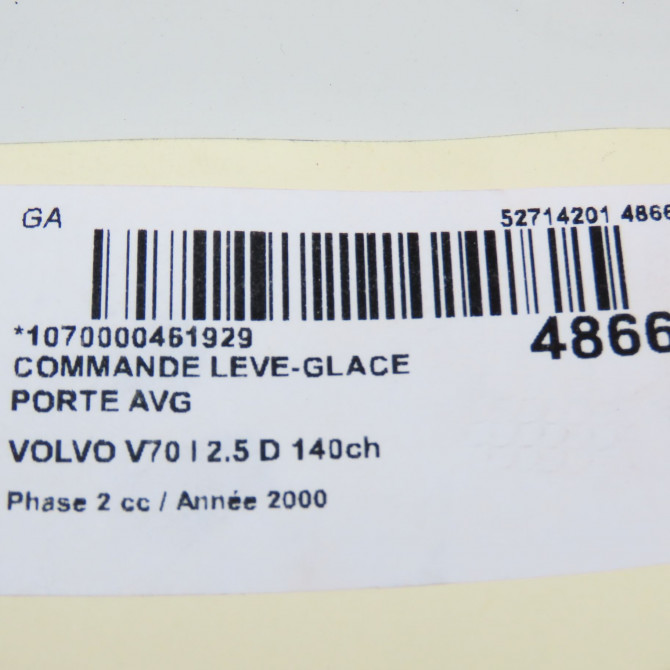 GA
52714201 4866
*1070000461929
4866
COMMANDE LEVE-GLACE
PORTE AVG
VOLVO V70 I 2.5 D 140ch
Phase 2 cc / Année 2000